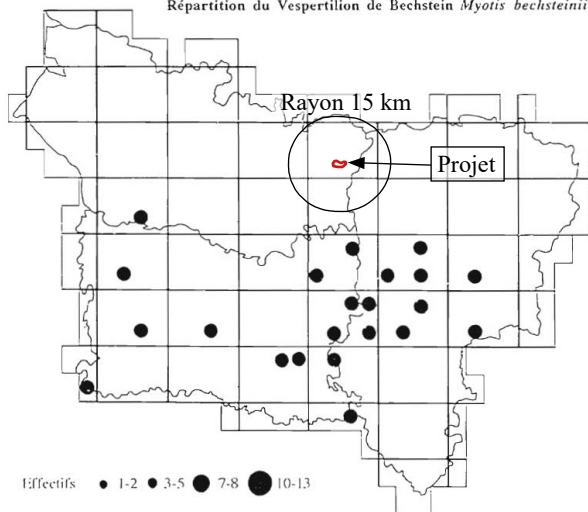 Répartition du Vespertilion de Bechstein Myotis bechsteinii
Rayon 15 km
Projet
Effectifs 1-2 3-5 7-8 10-13